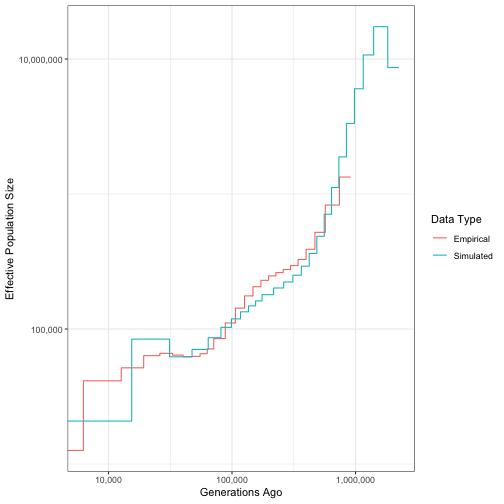 10,000,000
100,000
Effective Population Size
10,000
100,000
1,000,000
Generations Ago
Data Type
Empirical
Simulated